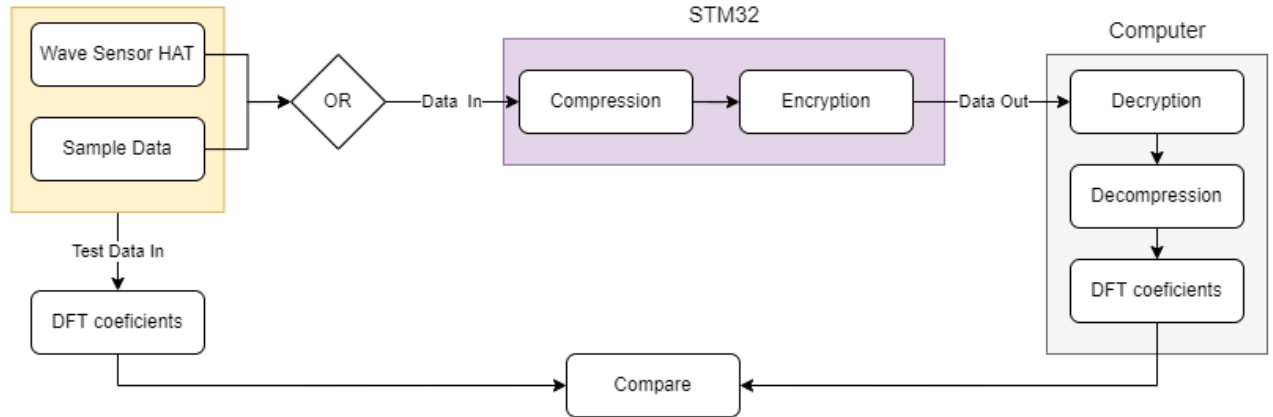 STM32
Computer
Wave Sensor HAT
Sample Data
OR
Data In
Compression
Encryption
Data Out
Decryption
Decompression
DFT coeficients
Test Data In
DFT coeficients
Compare